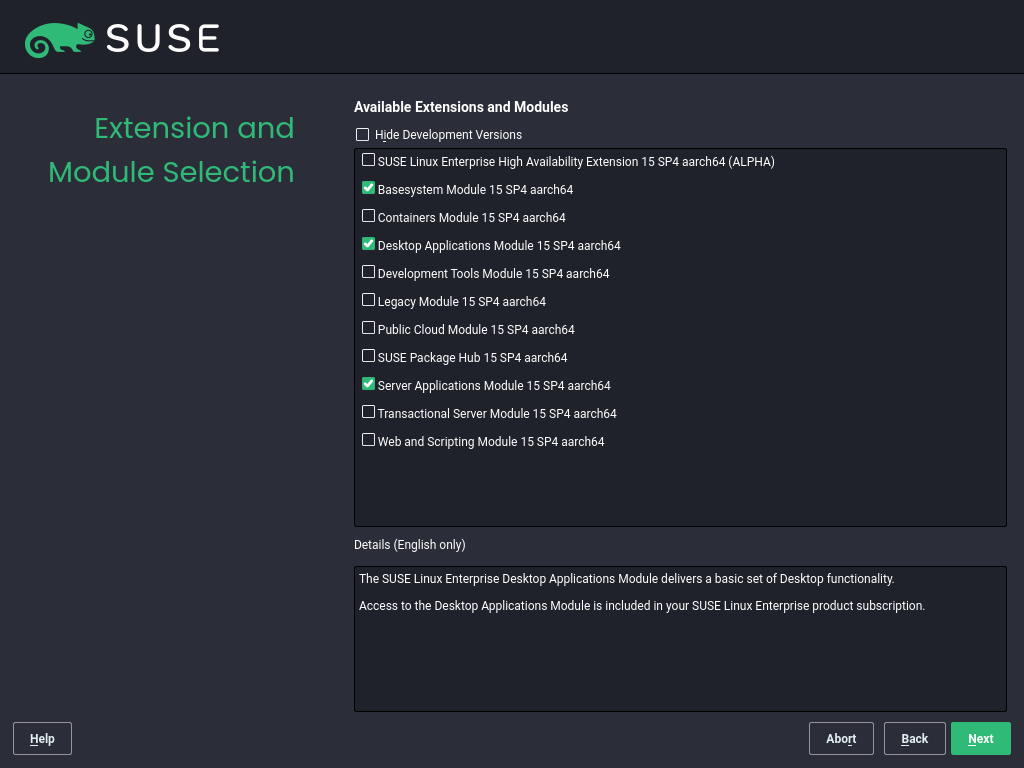 SUSE
Extension and
Module Selection
Available Extensions and Modules
Hide Development Versions
SUSE Linux Enterprise High Availability Extension 15 SP4 aarch64 (ALPHA)
Basesystem Module 15 SP4 aarch64
Containers Module 15 SP4 aarch64
Desktop Applications Module 15 SP4 aarch64
Development Tools Module 15 SP4 aarch64
Legacy Module 15 SP4 aarch64
Public Cloud Module 15 SP4 aarch64
SUSE Package Hub 15 SP4 aarch64
Server Applications Module 15 SP4 aarch64
Transactional Server Module 15 SP4 aarch64
Web and Scripting Module 15 SP4 aarch64
Details (English only)
The SUSE Linux Enterprise Desktop Applications Module delivers a basic set of Desktop functionality.
Access to the Desktop Applications Module is included in your SUSE Linux Enterprise product subscription.
Help
Abort
Back
Next